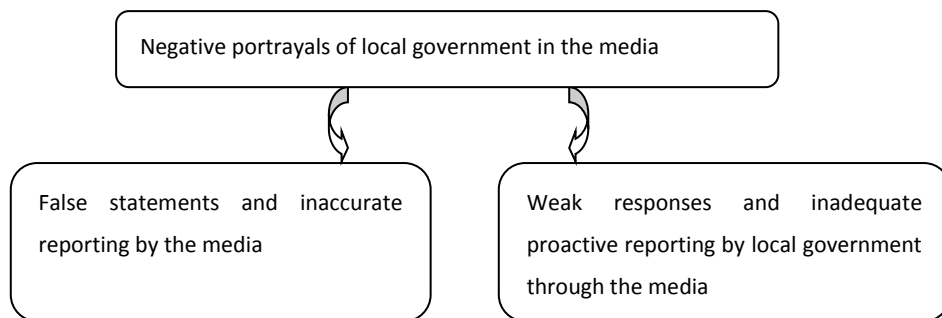 Negative portrayals of local government in the media
False statements and inaccurate
reporting by the media
Weak responses and inadequate
proactive reporting by local government
through the media